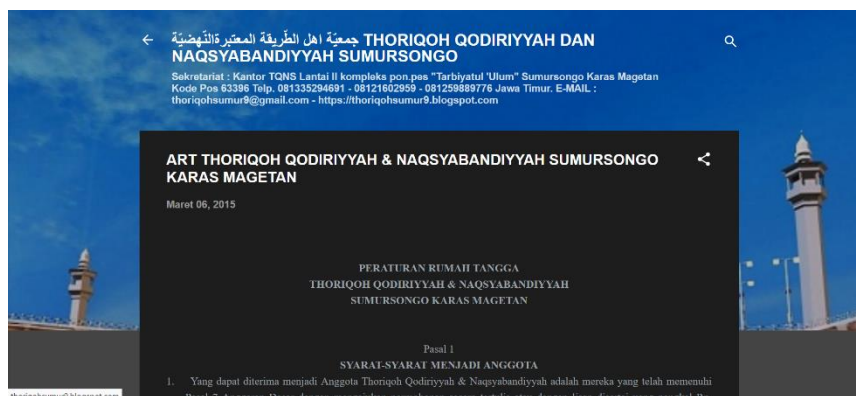 جمعيّة اهل الطّريقة المعتبرةالنّهضيّة THORIQOH QODIRIYYAH DAN
NAQSYABANDIYYAH SUMURSONGO
Sekretariat : Kantor TQNS Lantai II kompleks pon.pes "Tarbiyatul 'Ulum" Sumursongo Karas Magetan
Kode Pos 63396 Telp. 081335294691 - 08121602959 - 081259889776 Jawa Timur. E-MAIL :
thoriqohsumur9@gmail.com - https://thoriqohsumur9.blogspot.com
ART THORIQOH QODIRIYYAH & NAQSYABANDIYYAH SUMURSONGO
KARAS MAGETAN
Maret 06, 2015
PERATURAN RUMAH TANGGA
THORIQOH QODIRIYYAH & NAQSYABANDIYYAH
SUMURSONGO KARAS MAGETAN
Pasal 1
SYARAT-SYARAT MENJADI ANGGOTA
1. Yang dapat diterima menjadi Anggota Thoriqoh Qodiriyyah & Naqsyabandiyyah adalah mereka yang telah memenuhi